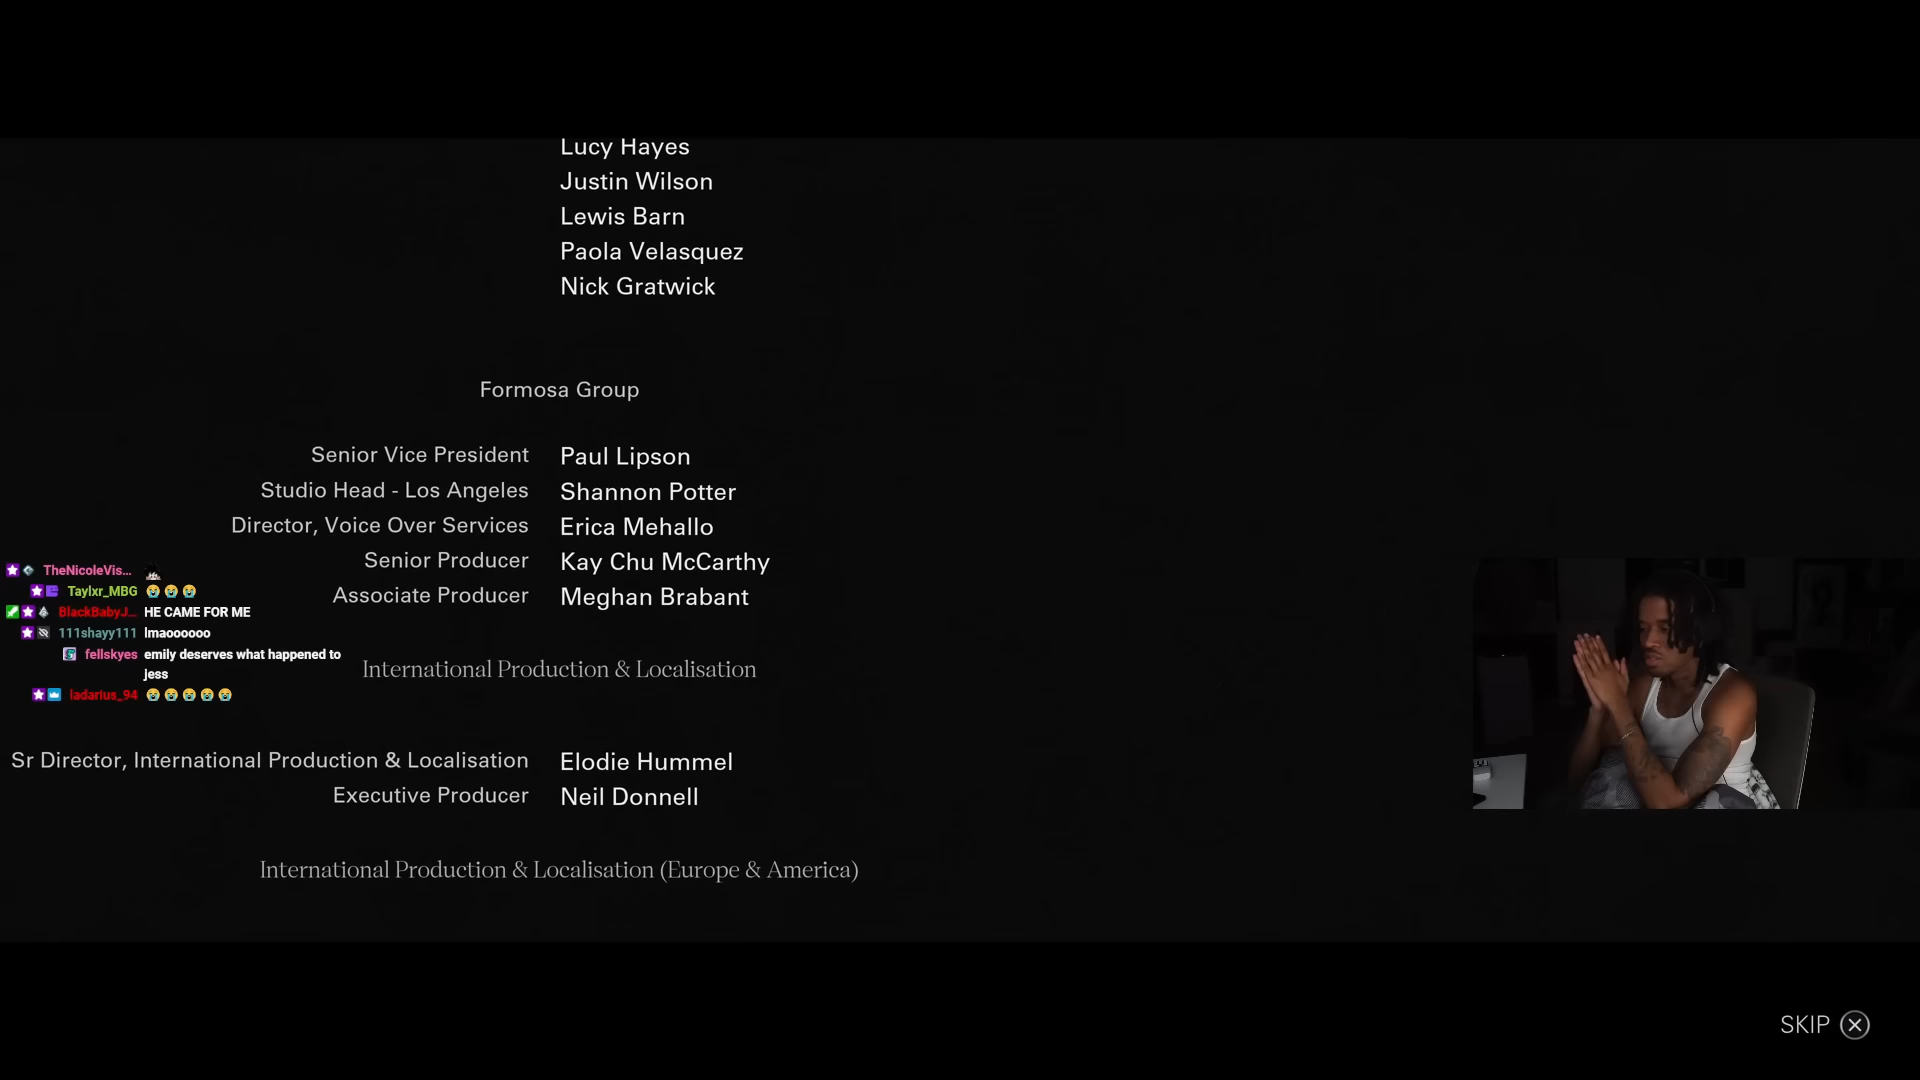 Lucy Hayes
Justin Wilson
Lewis Barn
Paola Velasquez
Nick Gratwick
Formosa Group
Senior Vice President Paul Lipson
Studio Head - Los Angeles Shannon Potter
Director, Voice Over Services Erica Mehallo
Senior Producer Kay Chu McCarthy
Associate Producer Meghan Brabant
TheNicoleVis...
Taylxr_MBG 😭 😭 😭
BlackBabyJ... HE CAME FOR ME
111shayy111 lmaoooooo
fellskyes emily deserves what happened to
jess
ladarius_94 😭 😭 😭 😭 😭
International Production & Localisation
Sr Director, International Production & Localisation Elodie Hummel
Executive Producer Neil Donnell
International Production & Localisation (Europe & America)
SKIP